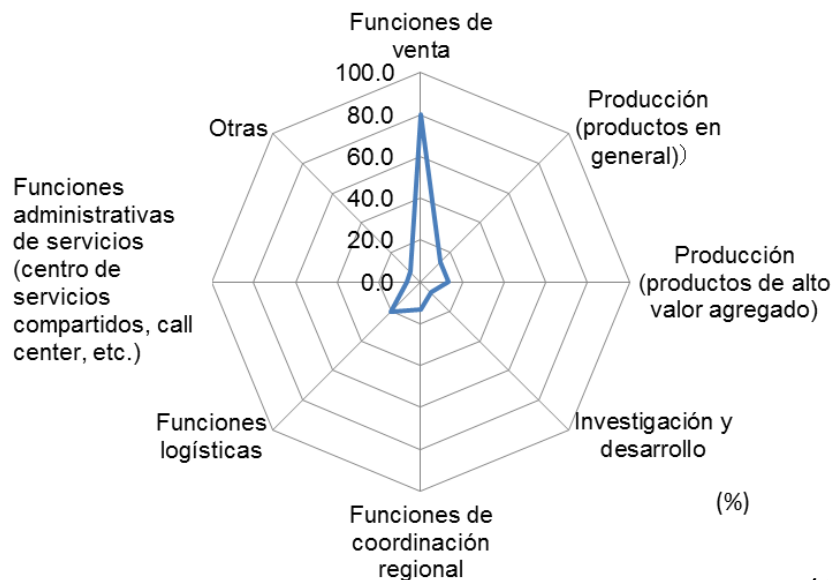 Funciones de
venta
100.0
80.0
60.0
40.0
20.0
0.0
Producción
(productos en
general)）
Producción
(productos de alto
valor agregado)
Investigación y
desarrollo
(%)
Funciones de
coordinación
regional
Funciones
logísticas
Funciones
administrativas
de servicios
(centro de
servicios
compartidos, call
center, etc.)
Otras